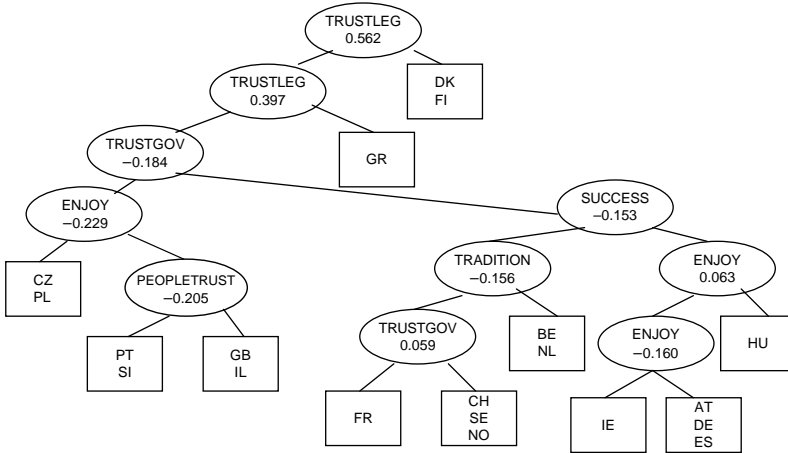 TRUSTLEG
0.562
TRUSTLEG
0.397
DK
FI
TRUSTGOV
−0.184
GR
ENJOY
−0.229
SUCCESS
−0.153
CZ
PL
PEOPLETRUST
−0.205
TRADITION
−0.156
ENJOY
0.063
PT
SI
GB
IL
TRUSTGOV
0.059
BE
NL
ENJOY
−0.160
HU
FR
CH
SE
NO
IE
AT
DE
ES